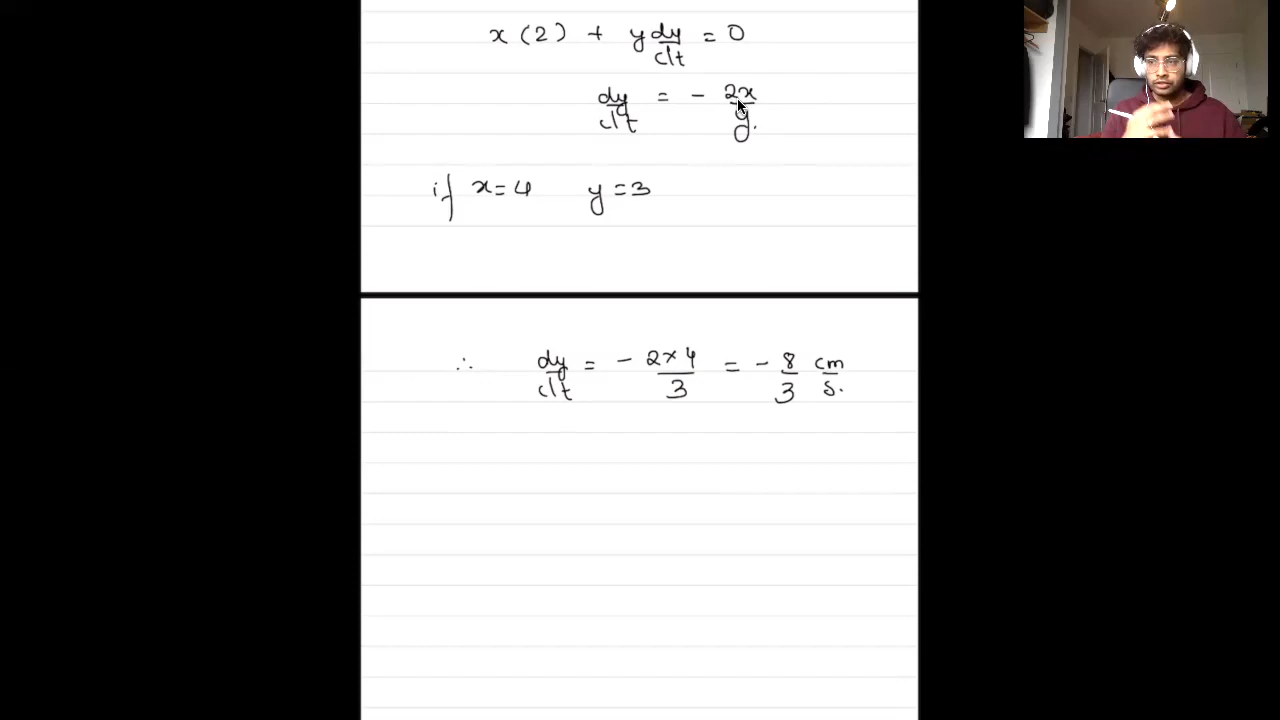 x (2) + y dy/dt = 0
dy/dt = - 2x/y.
if x = 4 y = 3
∴ dy/dt = - 2 × 4/3 = - 8/3 cm/s.